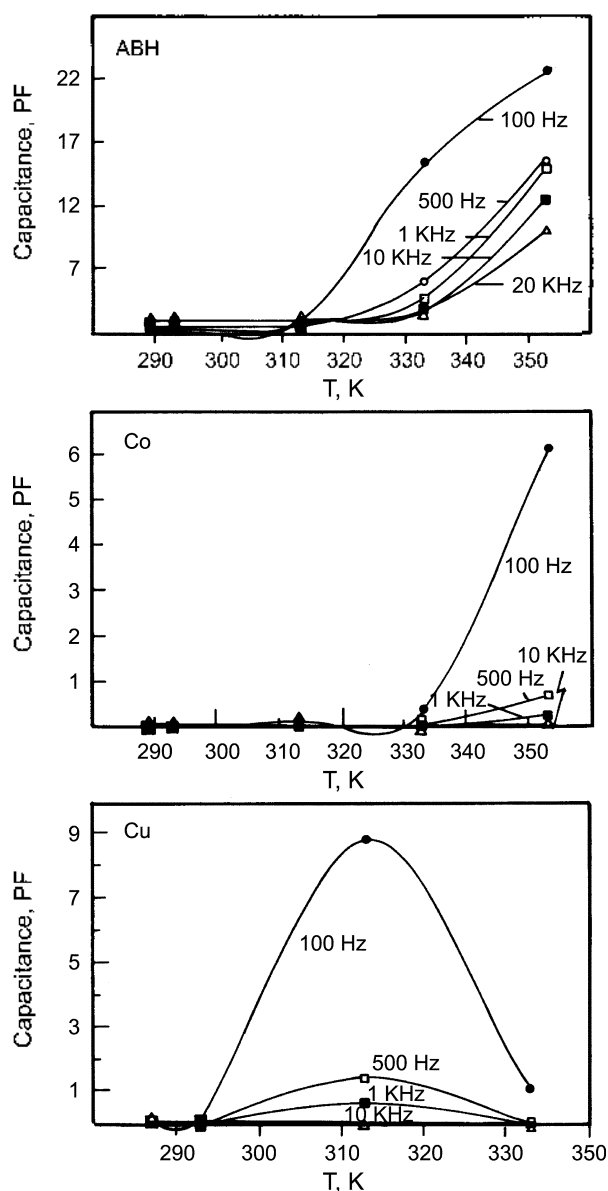 ABH
Capacitance, PF
22
17
12
7
100 Hz
500 Hz
1 KHz
10 KHz
20 KHz
290 300 310 320 330 340 350
T, K
Co
Capacitance, PF
6
5
4
3
2
1
100 Hz
10 KHz
500 Hz
1 KHz
290 300 310 320 330 340 350
T, K
Cu
Capacitance, PF
9
7
5
3
1
100 Hz
500 Hz
1 KHz
10 KHz
290 300 310 320 330 340 350
T, K